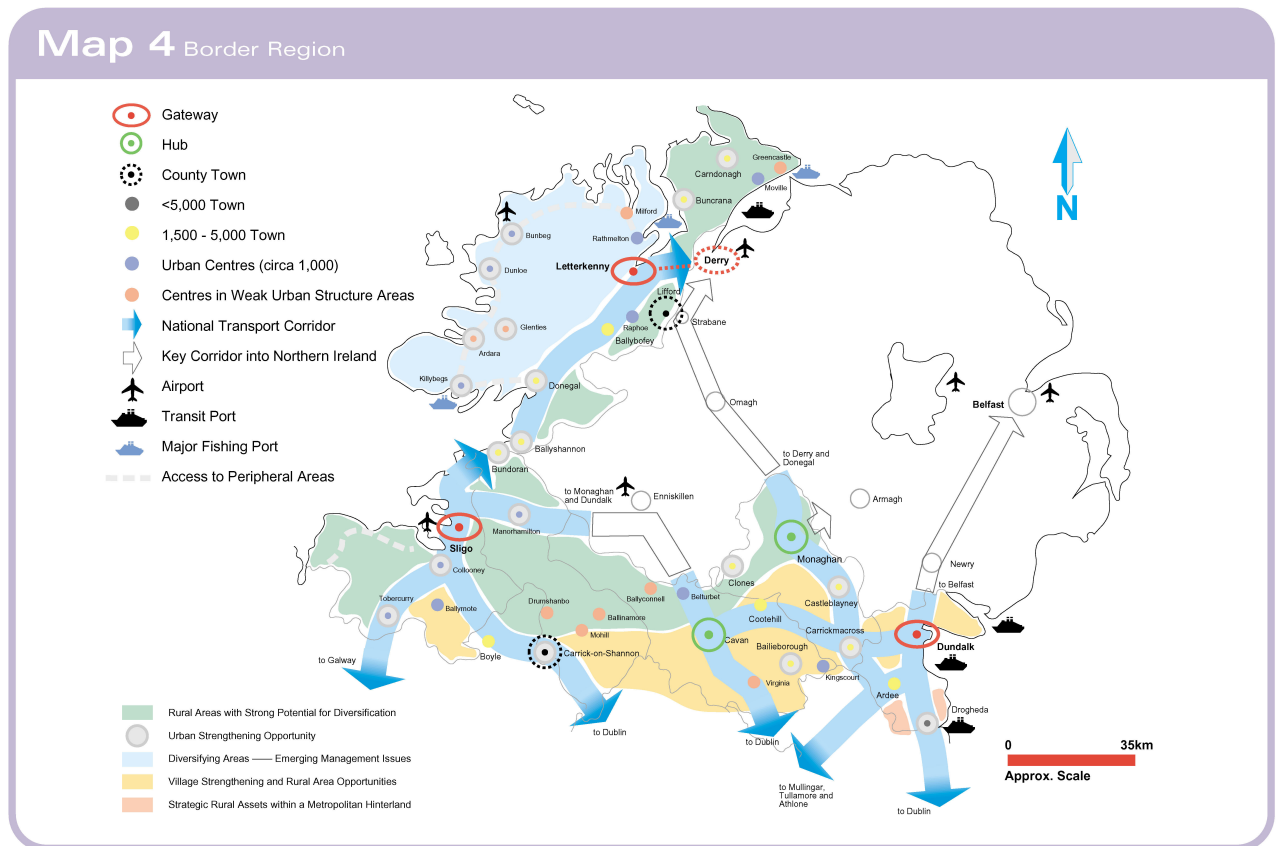 Map 4 Border Region
Gateway
Hub
County Town
<5,000 Town
1,500 - 5,000 Town
Urban Centres (circa 1,000)
Centres in Weak Urban Structure Areas
National Transport Corridor
Key Corridor into Northern Ireland
Airport
Transit Port
Major Fishing Port
Access to Peripheral Areas
N
Greencastle
Carndonagh
Moville
Buncrana
Milford
Rathmelton
Bunbeg
Letterkenny
Derry
Dunloe
Lifford
Strabane
Raphoe
Ballybofey
Glenties
Ardara
Killybegs
Donegal
Omagh
Belfast
Ballyshannon
Bundoran
to Derry and
Donegal
to Monaghan
and Dundalk
Enniskillen
Armagh
Manorhamilton
Sligo
Monaghan
Collooney
Newry
Clones
to Belfast
Tobercurry
Ballymote
Drumshanbo
Ballyconnell
Belturbet
Castleblayney
Ballinamore
Cootehill
Mohill
Carrickmacross
Cavan
Dundalk
Boyle
Carrick-on-Shannon
Bailieborough
to Galway
Virginia
Kingscourt
Ardee
Drogheda
to Dublin
to Dublin
to Mullingar,
Tullamore and
Athlone
to Dublin
Rural Areas with Strong Potential for Diversification
Urban Strengthening Opportunity
Diversifying Areas —— Emerging Management Issues
Village Strengthening and Rural Area Opportunities
Strategic Rural Assets within a Metropolitan Hinterland
0 35km
Approx. Scale